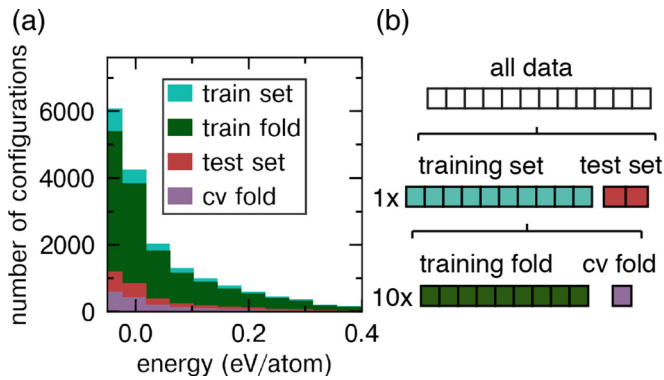 (a)
number of configurations
6000
4000
2000
0
train set
train fold
test set
cv fold
0.0 0.2 0.4
energy (eV/atom)
(b)
all data
training set test set
1x
training fold cv fold
10x